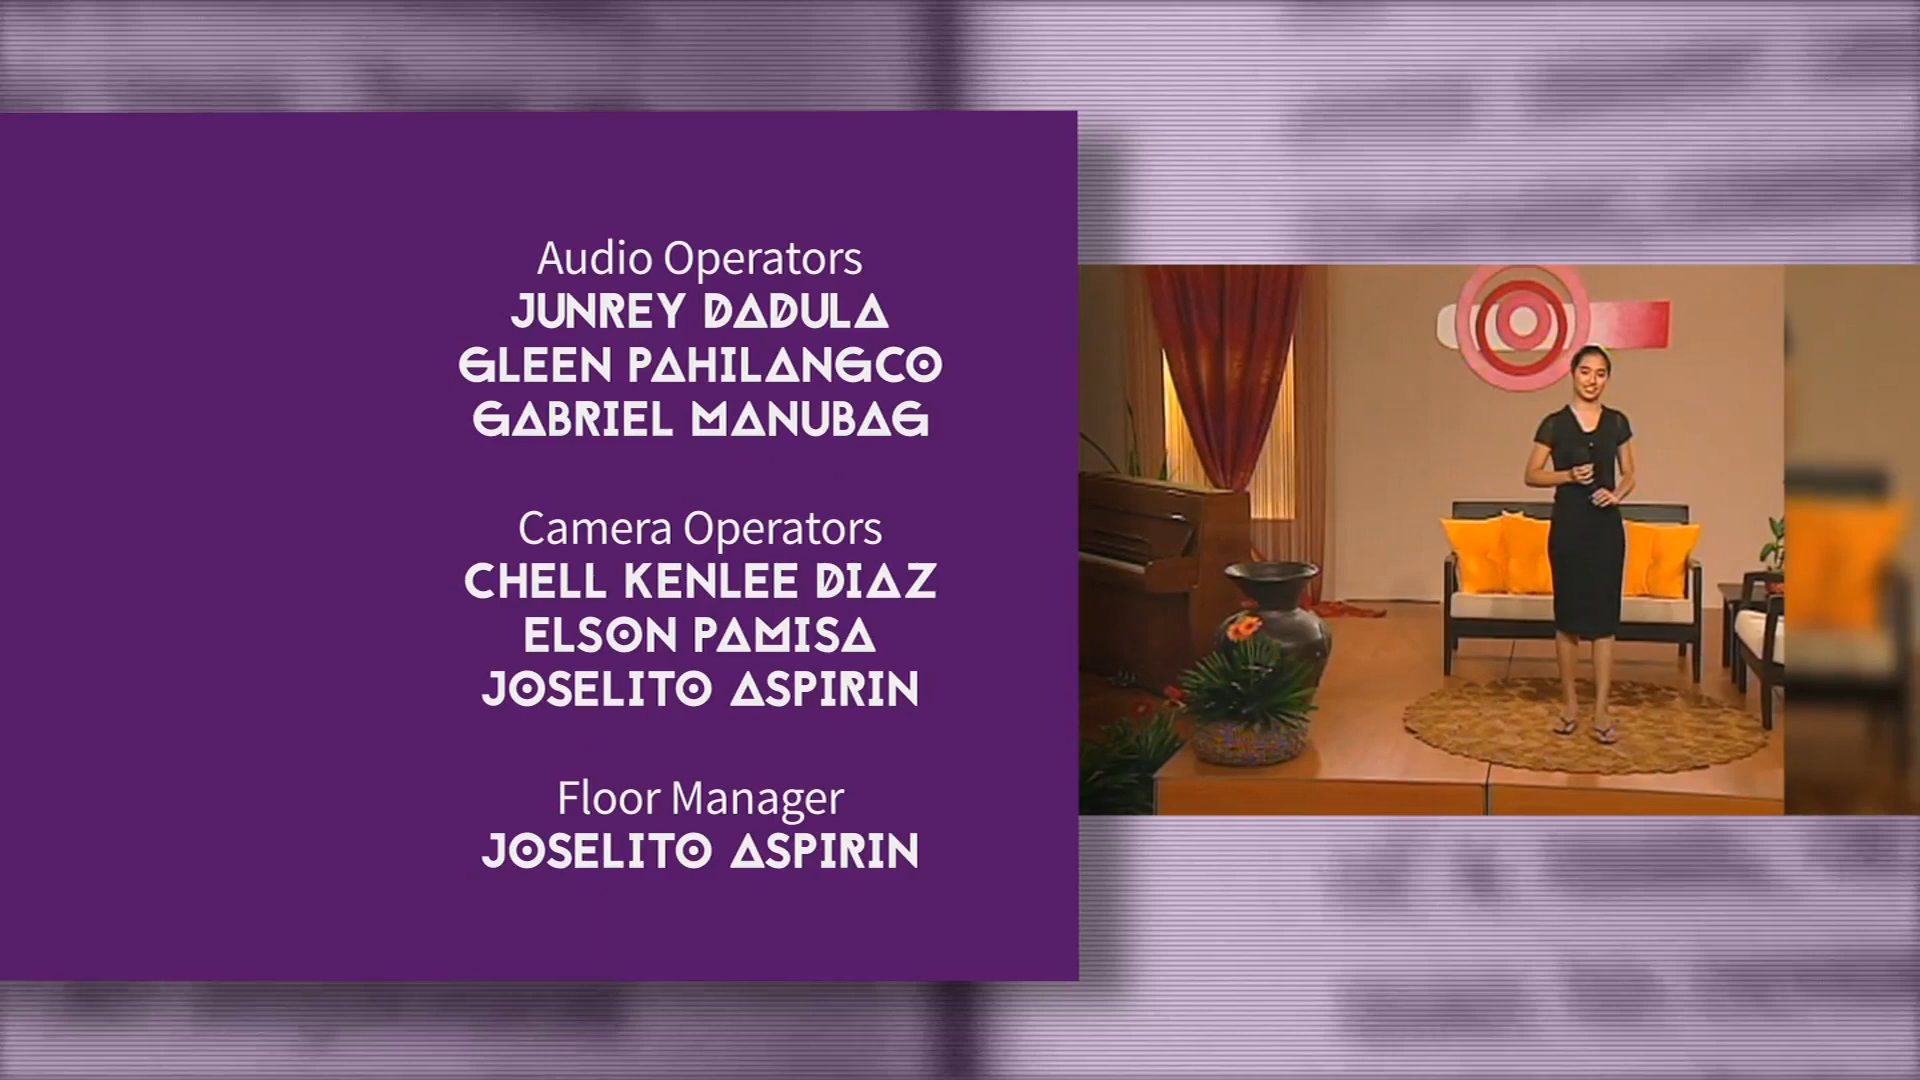 Audio Operators
JUNREY DADULA
GLEEN PAHILANGCO
GABRIEL MANUBAG
Camera Operators
CHELL KENLEE DIAZ
ELSON PAMISA
JOSELITO ASPIRIN
Floor Manager
JOSELITO ASPIRIN